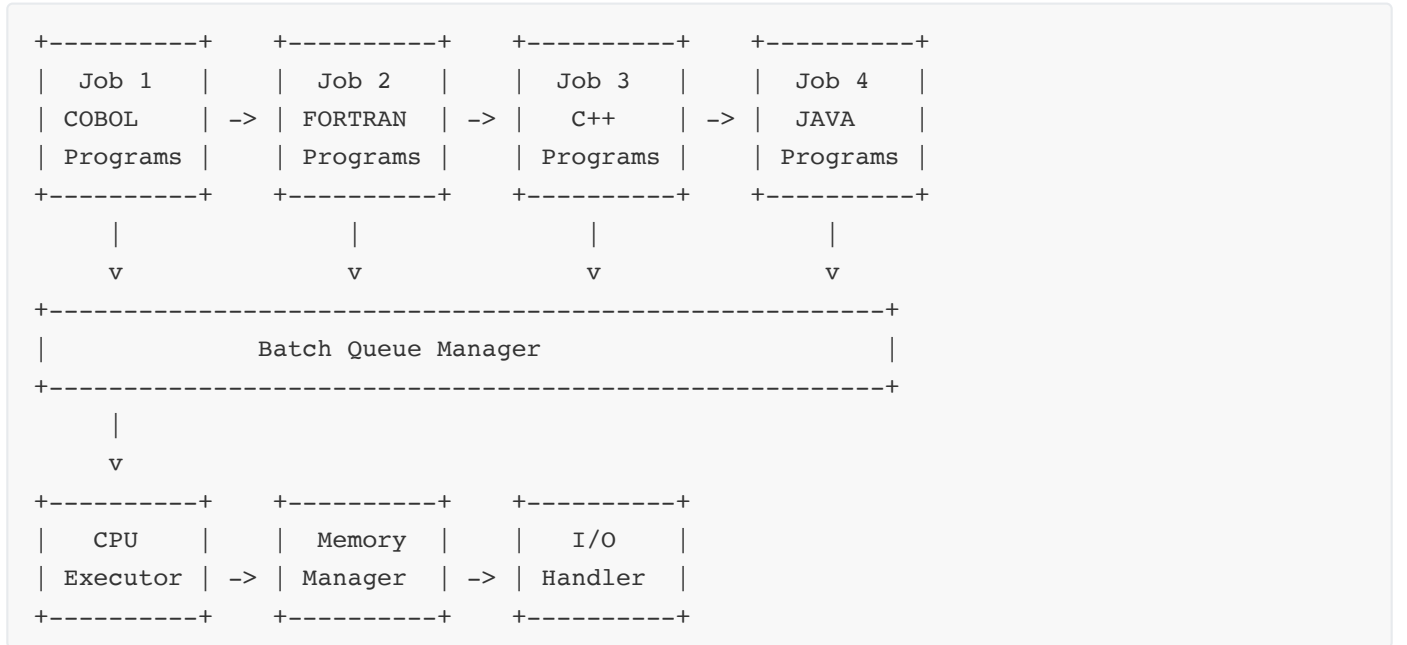 +----------+    +----------+    +----------+    +----------+
|  Job 1   |    |  Job 2   |    |  Job 3   |    |  Job 4   |
| COBOL    | -> | FORTRAN  | -> |   C++    | -> |  JAVA    |
| Programs |    | Programs |    | Programs |    | Programs |
+----------+    +----------+    +----------+    +----------+
     |               |               |               |
     v               v               v               v
+--------------------------------------------------------+
|              Batch Queue Manager                       |
+--------------------------------------------------------+
     |
     v
+----------+    +----------+    +----------+
|   CPU    |    |  Memory  |    |   I/O    |
| Executor | -> | Manager  | -> | Handler  |
+----------+    +----------+    +----------+